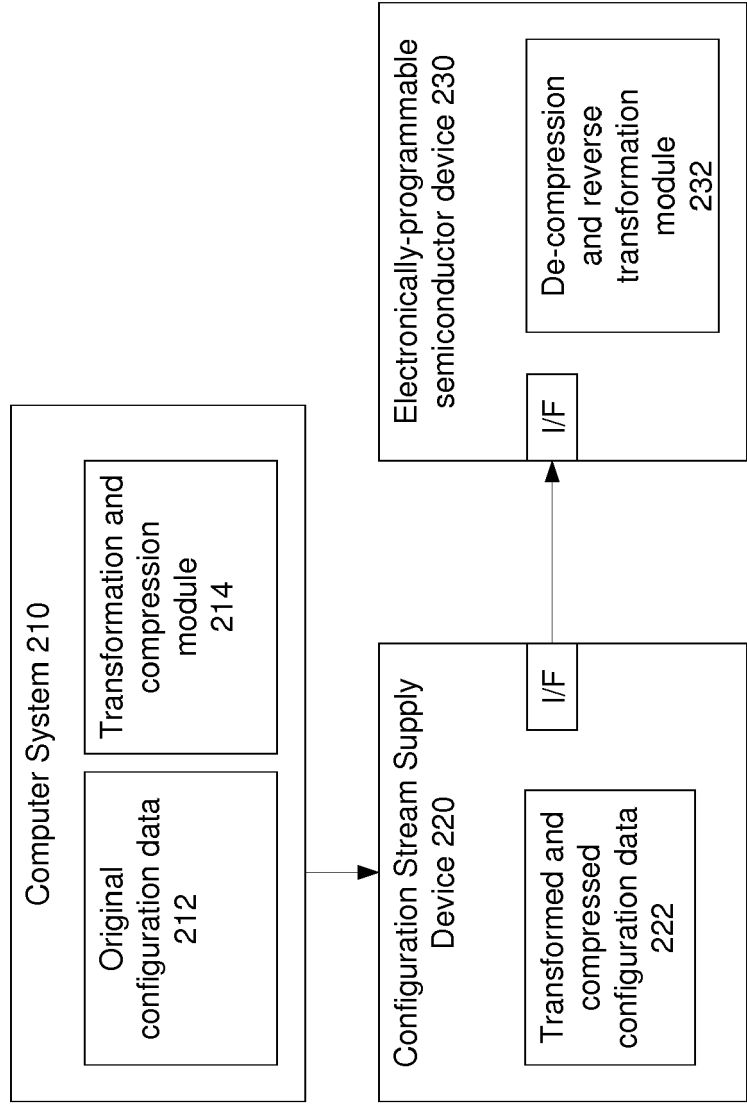 Computer System 210
Original
configuration data
212
Transformation and
compression
module
214
Configuration Stream Supply
Device 220
Transformed and
compressed
configuration data
222
I/F
I/F
Electronically-programmable
semiconductor device 230
De-compression
and reverse
transformation
module
232